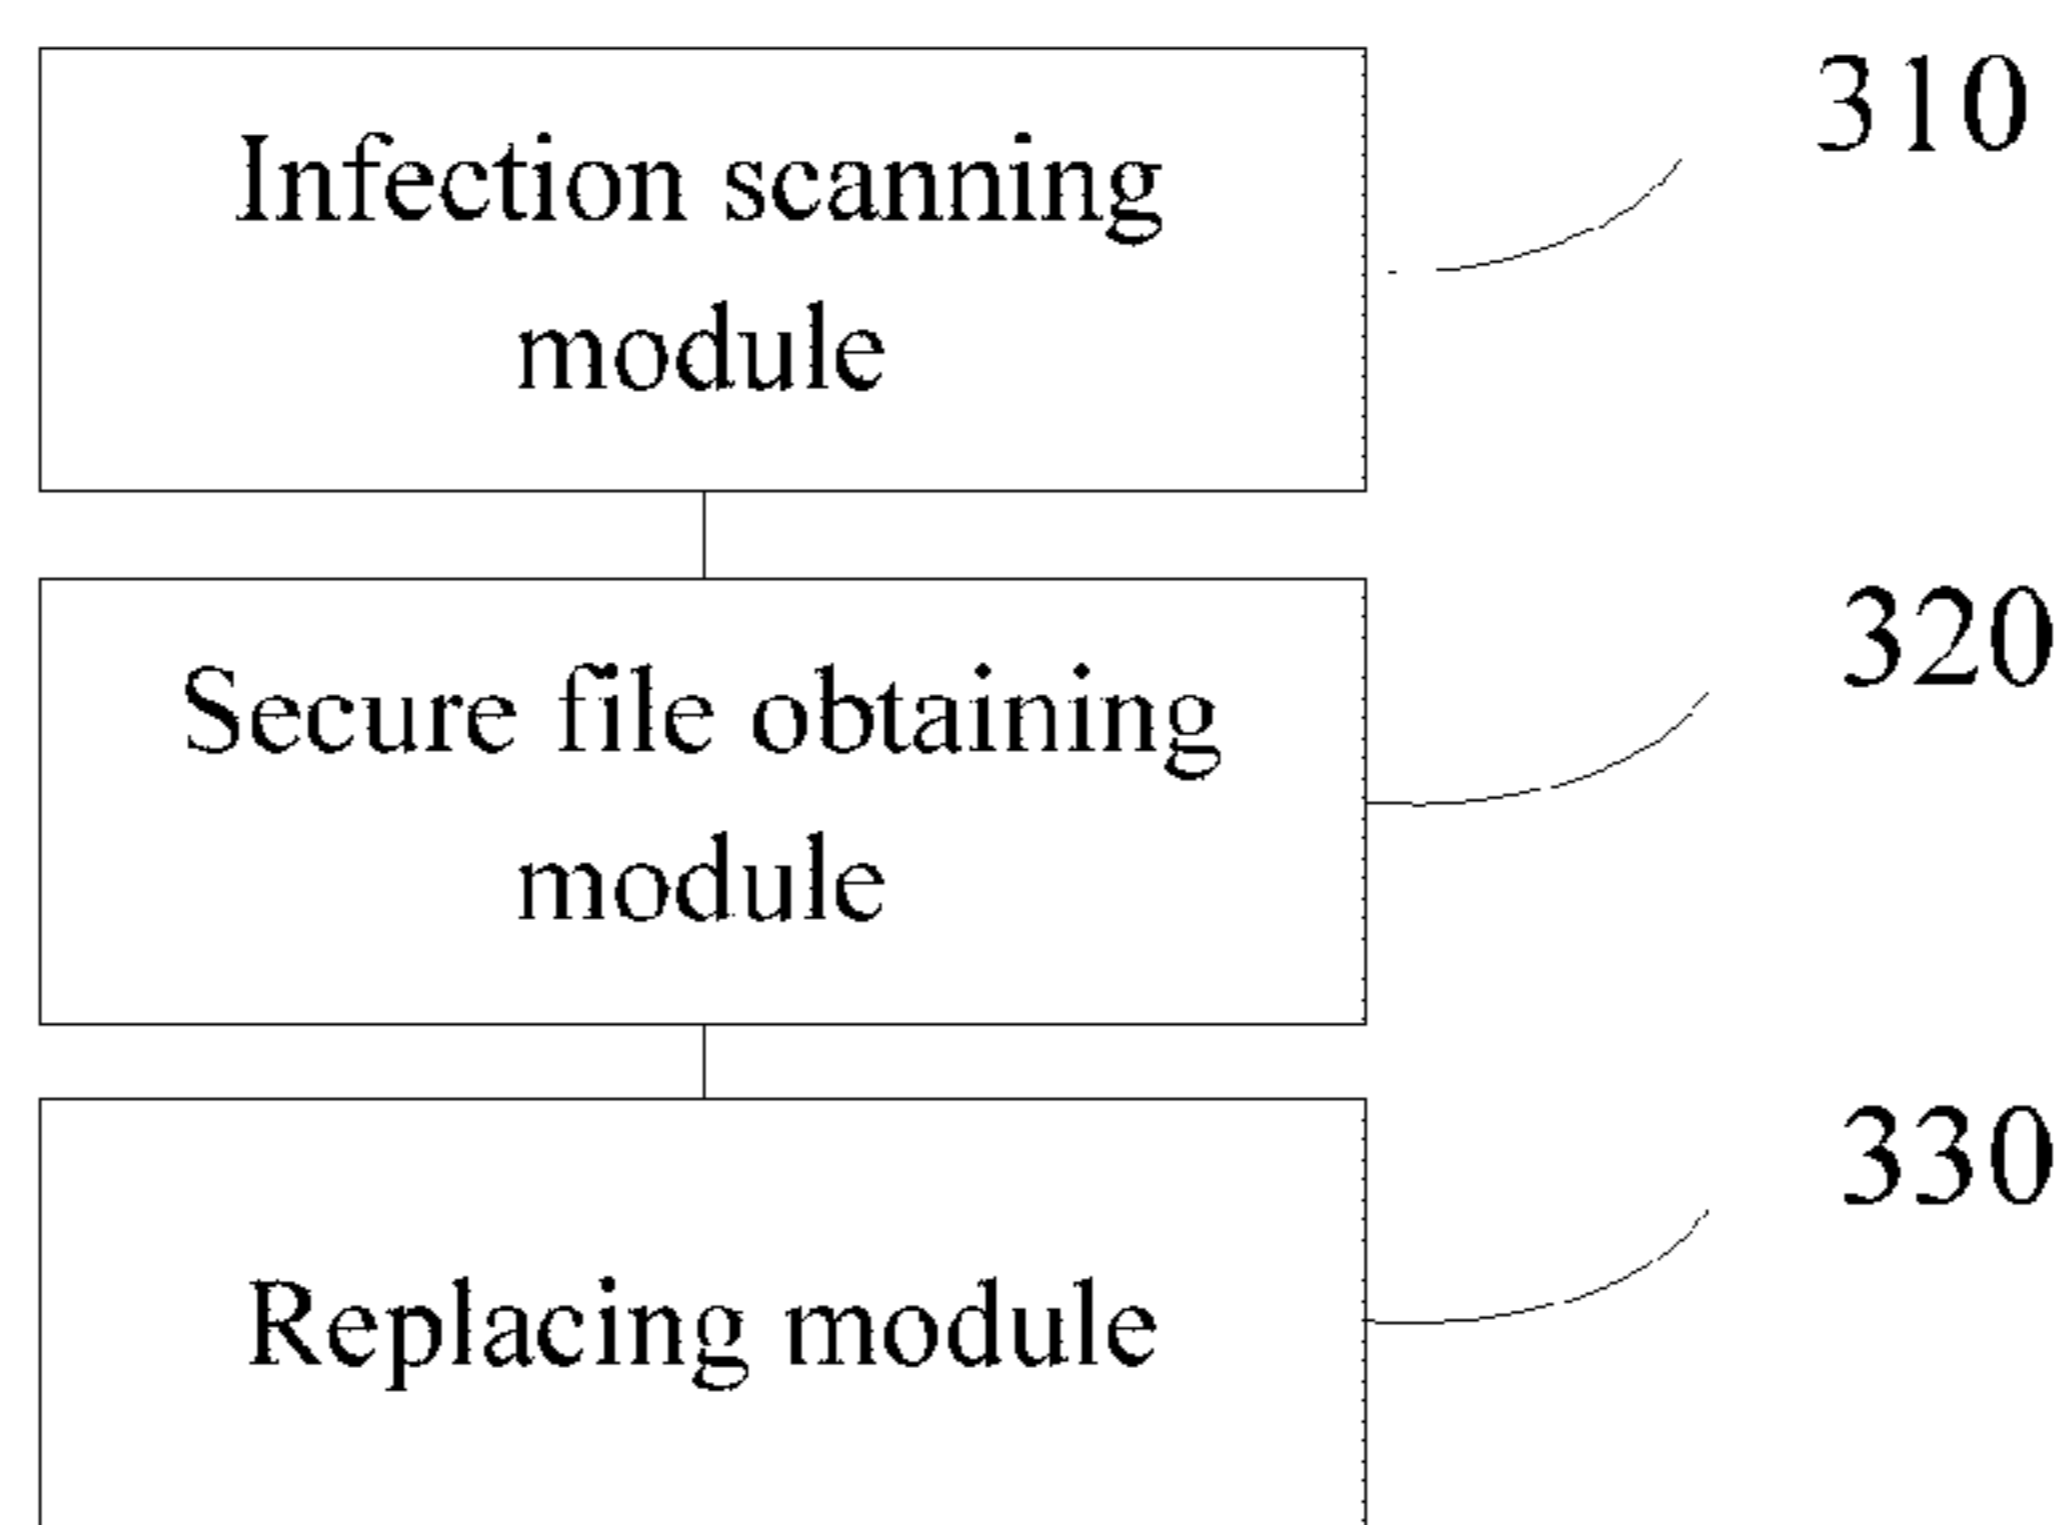 310
Infection scanning
module
320
Secure file obtaining
module
330
Replacing module